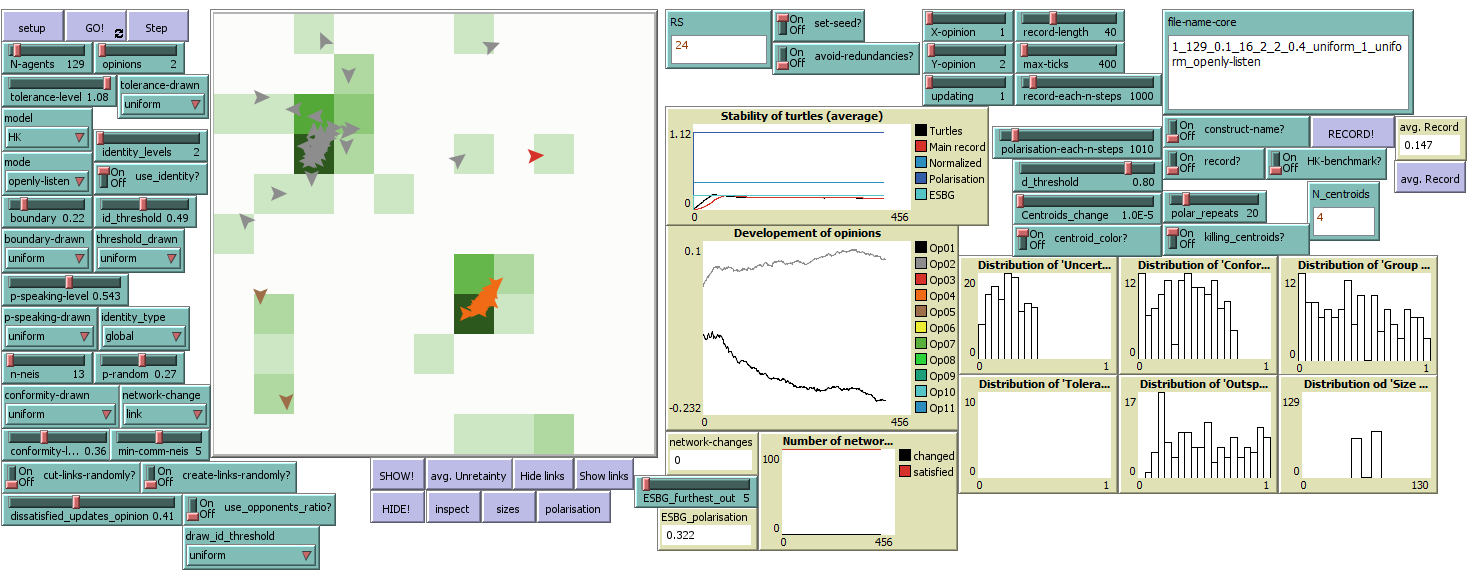 setup
GO!
Step
N-agents 129
opinions 2
tolerance-level 1.08
tolerance-drawn
uniform
model
HK
identity_levels 2
mode
openly-listen
On
Off
use_identity?
boundary 0.22
id_threshold 0.49
boundary-drawn
uniform
threshold_drawn
uniform
p-speaking-level 0.543
p-speaking-drawn
uniform
identity_type
global
n-neis 13
p-random 0.27
conformity-drawn
uniform
network-change
link
conformity-l... 0.36
min-comm-neis 5
On
Off
cut-links-randomly?
On
Off
create-links-randomly?
dissatisfied_updates_opinion 0.41
On
Off
use_opponents_ratio?
draw_id_threshold
uniform
SHOW!
avg. Unretainty
Hide links
Show links
HIDE!
inspect
sizes
polarisation
RS
24
On
Off
set-seed?
On
Off
avoid-redundancies?
X-opinion 1
record-length 40
Y-opinion 2
max-ticks 400
updating 1
record-each-n-steps 1000
file-name-core
1_129_0.1_16_2_2_0.4_uniform_1_unifo
rm_openly-listen
Stability of turtles (average)
1.12
0
0
456
Turtles
Main record
Normalized
Polarisation
ESBG
polarisation-each-n-steps 1010
On
Off
construct-name?
RECORD!
avg. Record
0.147
On
Off
record?
On
Off
HK-benchmark?
avg. Record
d_threshold 0.80
Centroids_change 1.0E-5
polar_repeats 20
N_centroids
4
On
Off
centroid_color?
On
Off
killing_centroids?
Developement of opinions
0.1
-0.232
0
456
Op01
Op02
Op03
Op04
Op05
Op06
Op07
Op08
Op09
Op10
Op11
Distribution of 'Uncert...
20
0
0
1
Distribution of 'Confor...
12
0
0
1
Distribution of 'Group ...
12
0
0
1
Distribution of 'Tolera...
10
0
0
1
Distribution of 'Outsp...
17
0
0
1
Distribution od 'Size ...
129
0
0
130
network-changes
0
ESBG_furthest_out 5
ESBG_polarisation
0.322
Number of networ...
100
0
0
456
changed
satisfied